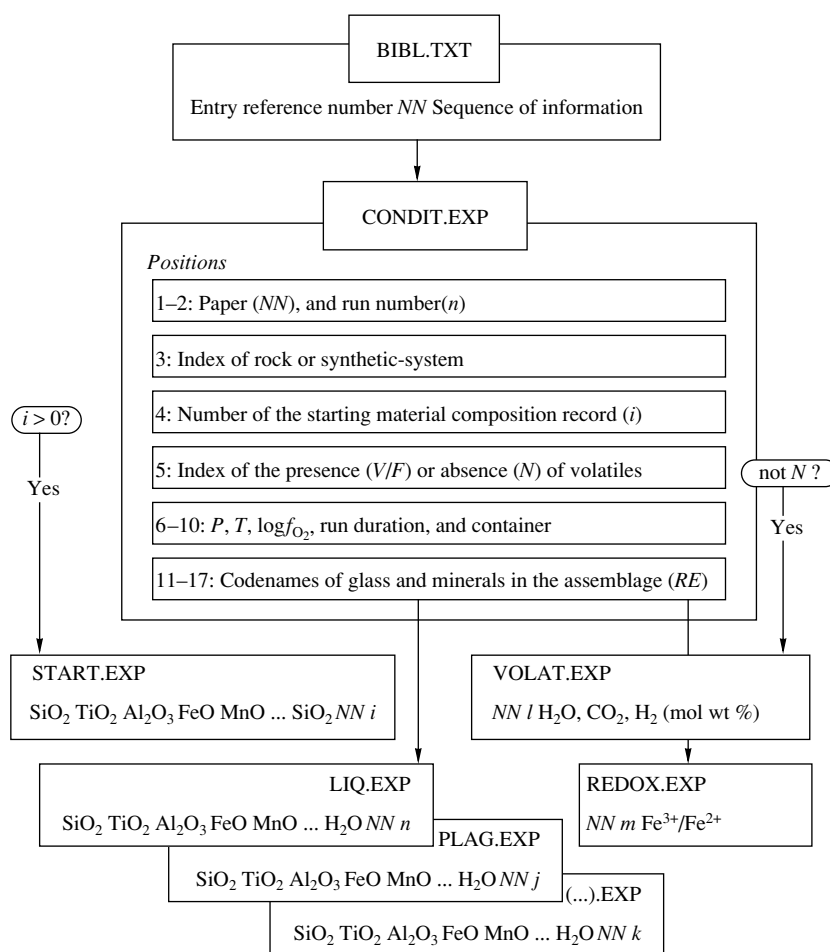 BIBL.TXT
Entry reference number NN Sequence of information
CONDIT.EXP
Positions
1–2: Paper (NN), and run number(n)
3: Index of rock or synthetic-system
i > 0?
4: Number of the starting material composition record (i)
5: Index of the presence (V/F) or absence (N) of volatiles
not N ?
Yes
6–10: P, T, logf_O₂, run duration, and container
Yes
11–17: Codenames of glass and minerals in the assemblage (RE)
START.EXP
SiO₂ TiO₂ Al₂O₃ FeO MnO ... SiO₂ NN i
VOLAT.EXP
NN l H₂O, CO₂, H₂ (mol wt %)
LIQ.EXP
SiO₂ TiO₂ Al₂O₃ FeO MnO ... H₂O NN n
REDOX.EXP
NN m Fe³⁺/Fe²⁺
PLAG.EXP
SiO₂ TiO₂ Al₂O₃ FeO MnO ... H₂O NN j
(...).EXP
SiO₂ TiO₂ Al₂O₃ FeO MnO ... H₂O NN k